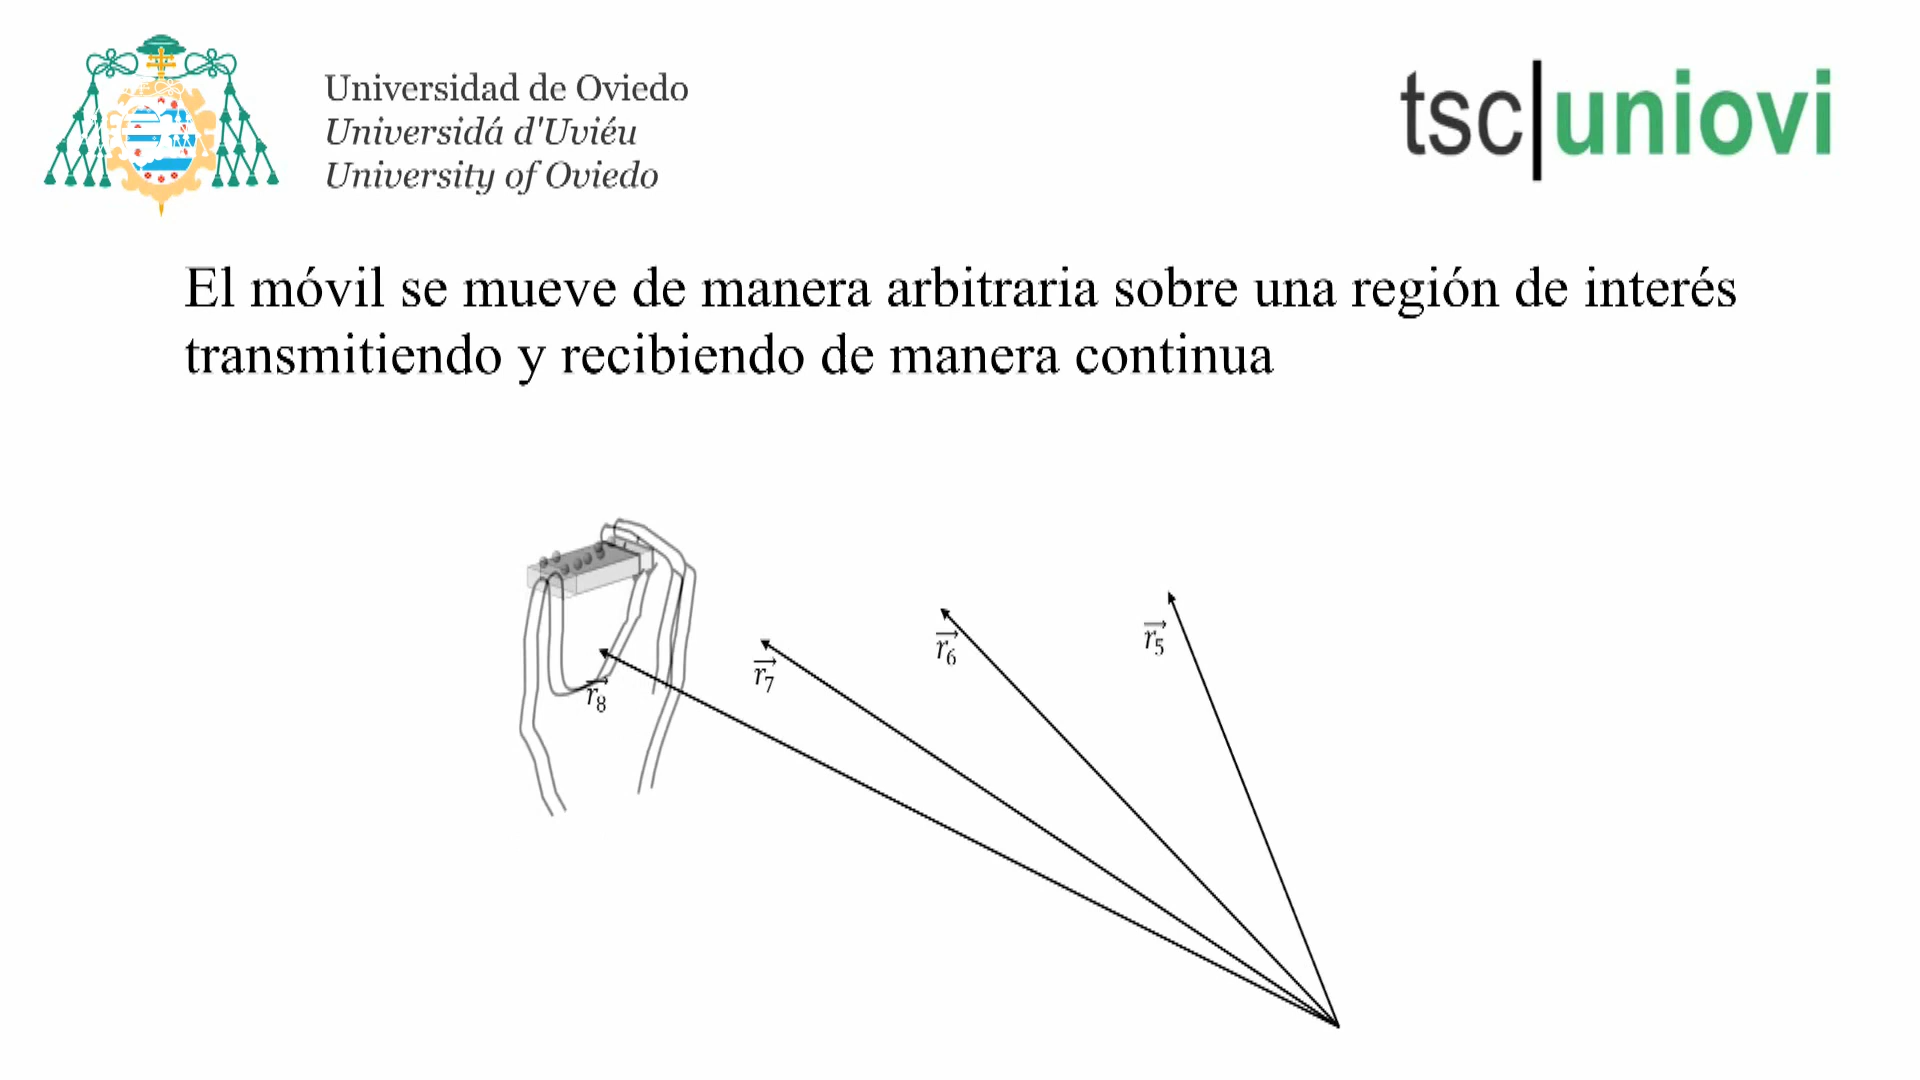 Universidad de Oviedo
Universidá d'Uviéu
University of Oviedo
tsc|uniovi
El móvil se mueve de manera arbitraria sobre una región de interés
transmitiendo y recibiendo de manera continua
r₅
r₆
r₇
r₈